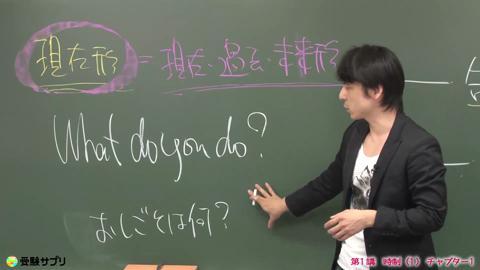 現在形 = 現在・過去・未来形
What do you do?
おしごとは何?
受験サプリ
第1講 時制(1) チャプター1